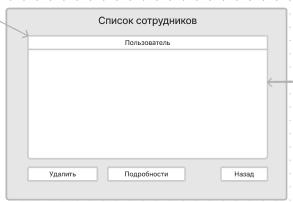 Список сотрудников
Пользователь
Удалить
Подробности
Назад